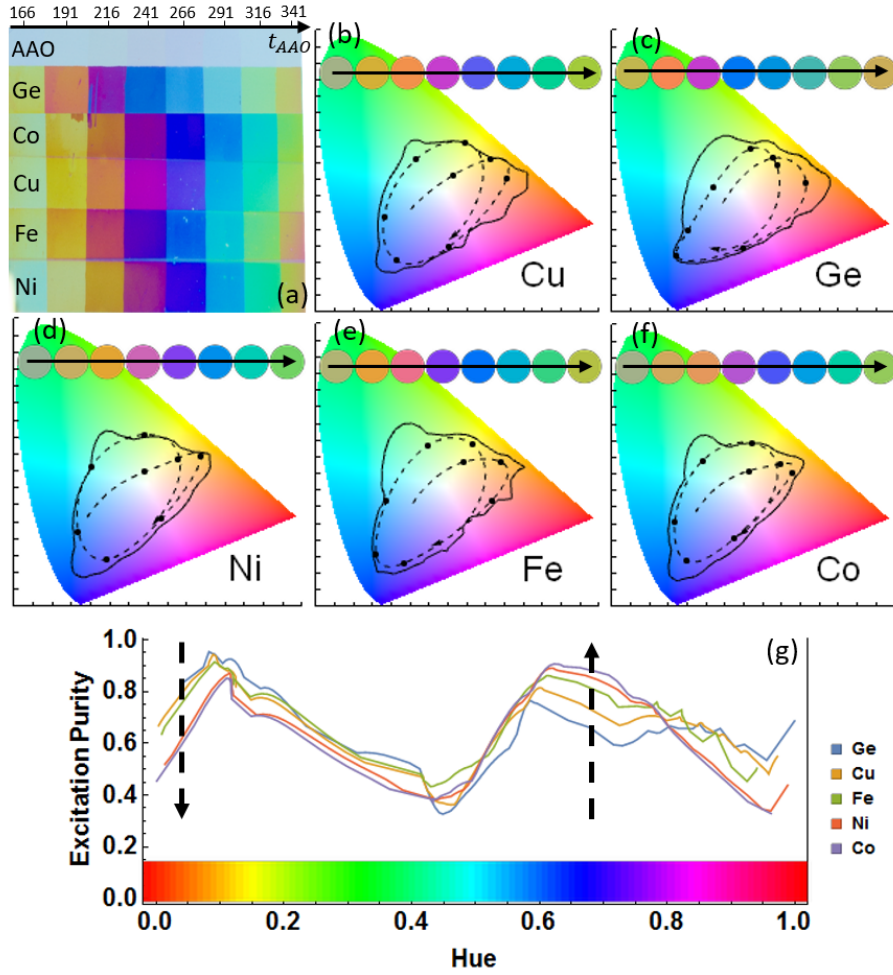 166 191 216 241 266 291 316 341
t_AAO
AAO
Ge
Co
Cu
Fe
Ni
(a)
(b)
Cu
(c)
Ge
(d)
Ni
(e)
Fe
(f)
Co
(g)
Excitation Purity
1.0
0.8
0.6
0.4
0.2
0.0
0.0 0.2 0.4 0.6 0.8 1.0
Hue
Ge
Cu
Fe
Ni
Co